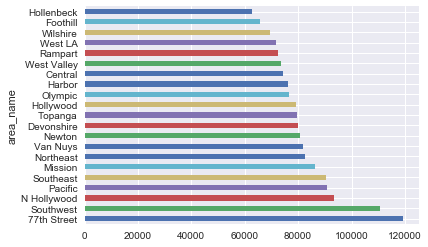 Hollenbeck
Foothill
Wilshire
West LA
Rampart
West Valley
Central
Harbor
Olympic
Hollywood
Topanga
Devonshire
Newton
Van Nuys
Northeast
Mission
Southeast
Pacific
N Hollywood
Southwest
77th Street
area_name
0 20000 40000 60000 80000 100000 120000